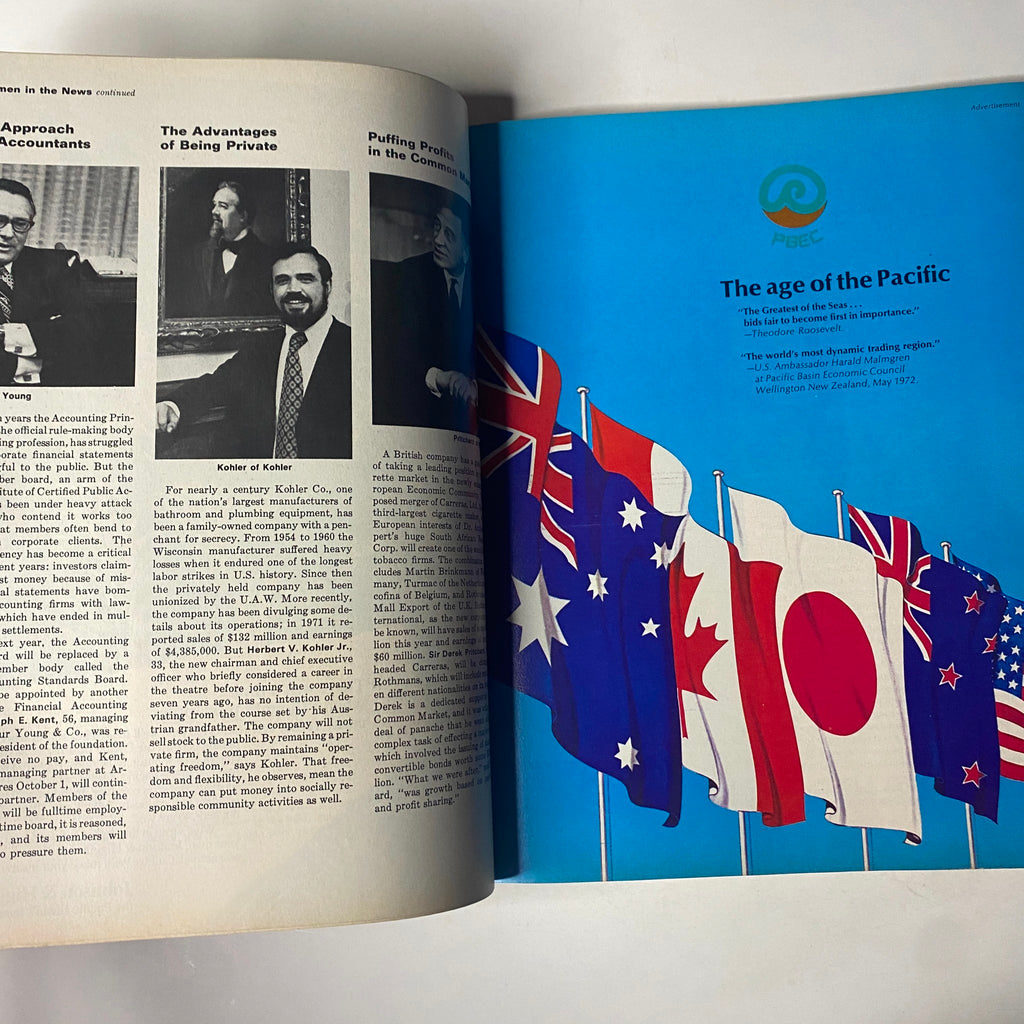 men in the News continued
Approach
Accountants
Young
years the Accounting Prin-
he official rule-making body
ing profession, has struggled
porate financial statements
ful to the public. But the
ber board, an arm of the
itute of Certified Public Ac-
been under heavy attack
who contend it works too
at members often bend to
corporate clients. The
ency has become a critical
ent years: investors claim-
st money because of mis-
al statements have bom-
counting firms with law-
which have ended in mul-
settlements.
ext year, the Accounting
rd will be replaced by a
ember body called the
ounting Standards Board.
be appointed by another
e Financial Accounting
ph E. Kent, 56, managing
ur Young & Co., was re-
esident of the foundation.
eive no pay, and Kent,
managing partner at Ar-
res October 1, will contin-
partner. Members of the
will be fulltime employ-
time board, it is reasoned,
, and its members will
o pressure them.
The Advantages
of Being Private
Kohler of Kohler
For nearly a century Kohler Co., one
of the nation's largest manufacturers of
bathroom and plumbing equipment, has
been a family-owned company with a pen-
chant for secrecy. From 1954 to 1960 the
Wisconsin manufacturer suffered heavy
losses when it endured one of the longest
labor strikes in U.S. history. Since then
the privately held company has been
unionized by the U.A.W. More recently,
the company has been divulging some de-
tails about its operations; in 1971 it re-
ported sales of $132 million and earnings
of $4,385,000. But Herbert V. Kohler Jr.,
33, the new chairman and chief executive
officer who briefly considered a career in
the theatre before joining the company
seven years ago, has no intention of de-
viating from the course set by his Aus-
trian grandfather. The company will not
sell stock to the public. By remaining a pri-
vate firm, the company maintains "oper-
ating freedom," says Kohler. That free-
dom and flexibility, he observes, mean the
company can put money into socially re-
sponsible community activities as well.
Puffing Profits
in the Common
Pritchard
A British company has
of taking a leading position
rette market in the newly
ropean Economic Community
posed merger of Carreras, Ltd.
third-largest cigarette
European interests of Dr.
pert's huge South African
Corp. will create one of the
tobacco firms. The
cludes Martin Brinkmann of
many, Turmac of the Nether
cofina of Belgium, and
Mall Export of the U.K.
ternational, as the new
be known, will have sales of
lion this year and earnings
$60 million. Sir Derek Pritchard
headed Carreras, will be
Rothmans, which will include
en different nationalities on
Derek is a dedicated
Common Market, and it was
deal of panache that he
complex task of effecting a
which involved the issuing of
convertible bonds worth
lion. "What we were after,"
ard, "was growth based on
and profit sharing."
Advertisement
PBEC
The age of the Pacific
"The Greatest of the Seas . . .
bids fair to become first in importance."
—Theodore Roosevelt.
"The world's most dynamic trading region."
—U.S. Ambassador Harald Malmgren
at Pacific Basin Economic Council
Wellington New Zealand, May 1972.